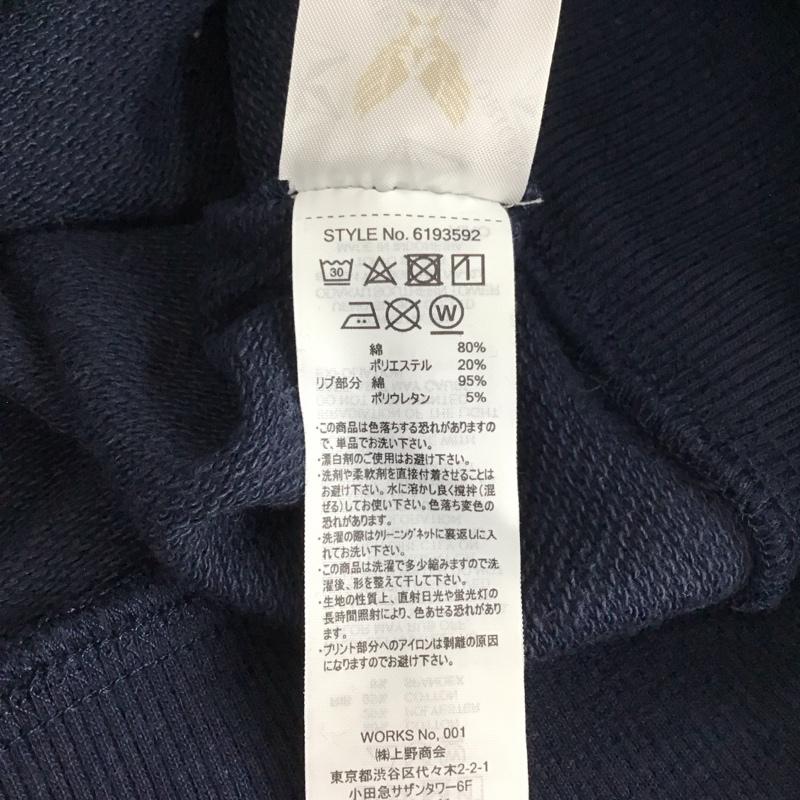 STYLE No. 6193592
30
W
綿 80%
ポリエステル 20%
リブ部分 綿 95%
ポリウレタン 5%
・この商品は色落ちする恐れがありますの
で、単品でお洗い下さい。
・漂白剤のご使用はお避け下さい。
・洗剤や柔軟剤を直接付着させることは
お避け下さい。水に溶かし良く撹拌(混
ぜる)してお使い下さい。色落ち変色の
恐れがあります。
・洗濯の際はクリーニングネットに裏返しに入
れてお洗い下さい。
・この商品は洗濯で多少縮みますので洗
濯後、形を整えて干して下さい。
・生地の性質上、直射日光や蛍光灯の
長時間照射により、色あせる恐れがあり
ます。
・プリント部分へのアイロンは剥離の原因
になりますのでお避け下さい。
WORKS No, 001
㈱上野商会
東京都渋谷区代々木2-2-1
小田急サザンタワー6F